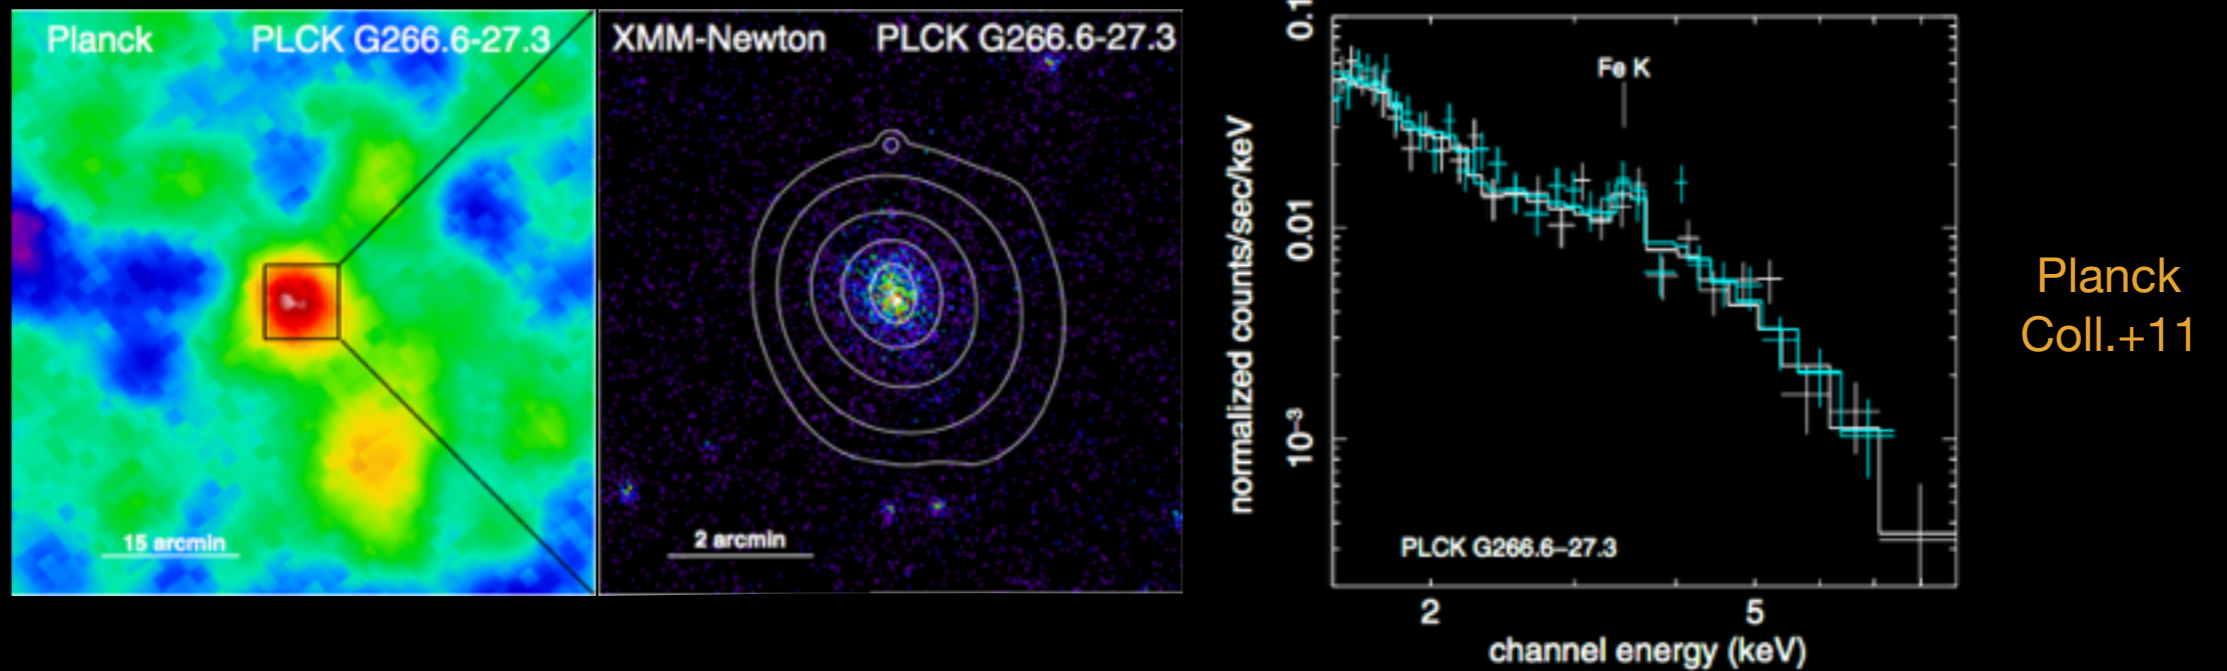 Planck PLCK G266.6-27.3
15 arcmin
XMM-Newton PLCK G266.6-27.3
2 arcmin
0.1
0.01
10⁻³
normalized counts/sec/keV
Fe K
PLCK G266.6–27.3
2 5
channel energy (keV)
Planck
Coll.+11